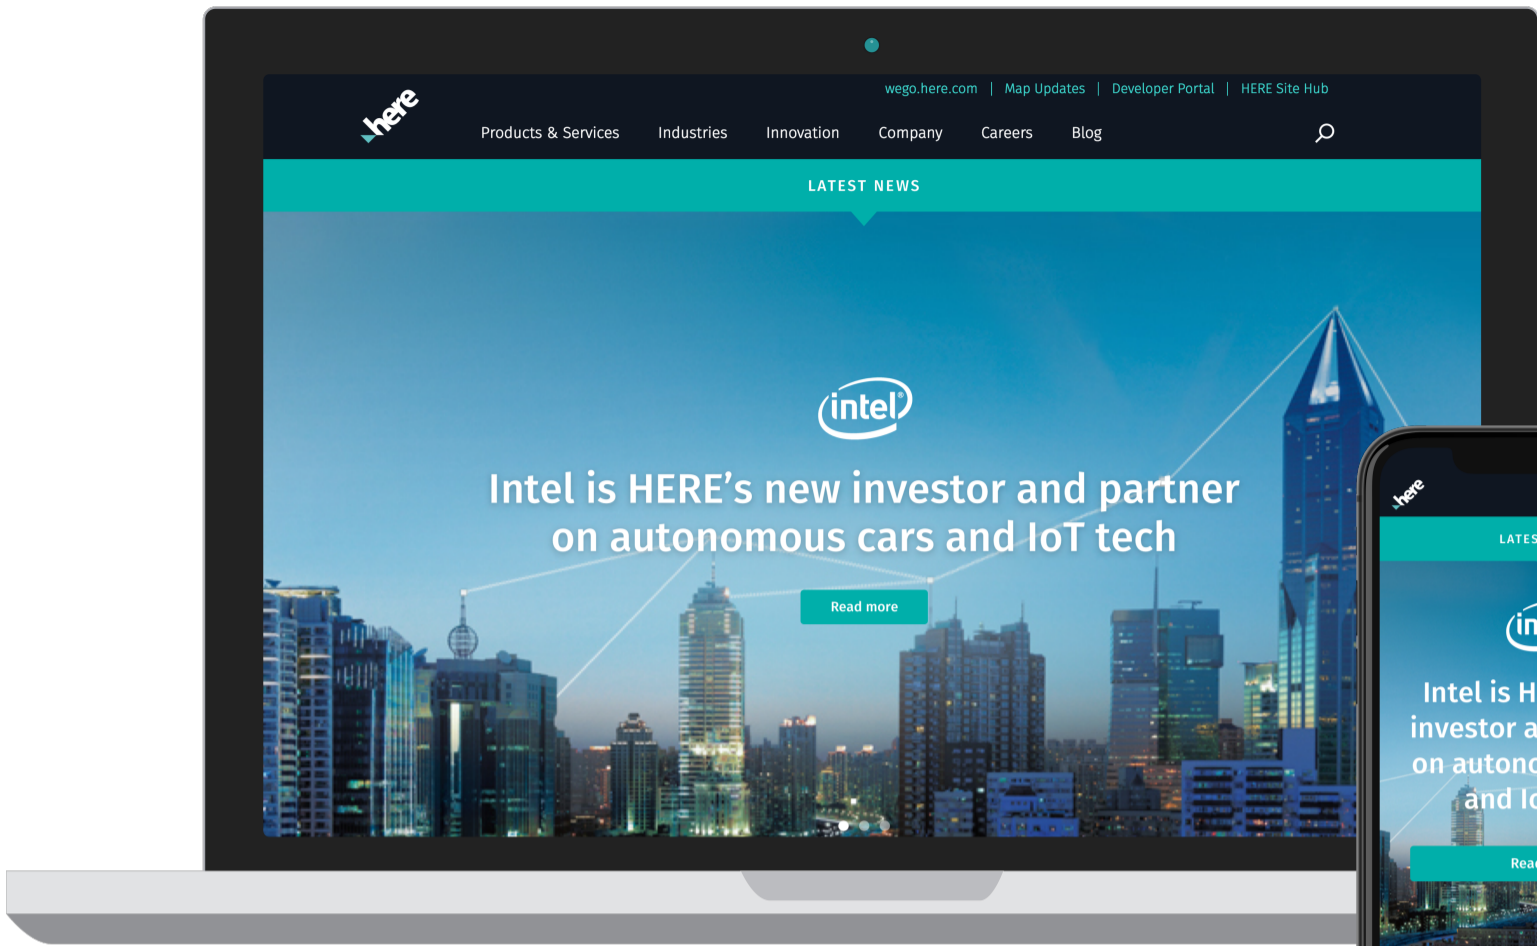 here
wego.here.com | Map Updates | Developer Portal | HERE Site Hub
Products & Services Industries Innovation Company Careers Blog
LATEST NEWS
intel®
Intel is HERE’s new investor and partner
on autonomous cars and IoT tech
Read more
here
LATES
in
Intel is H
investor a
on autono
and Io
Read